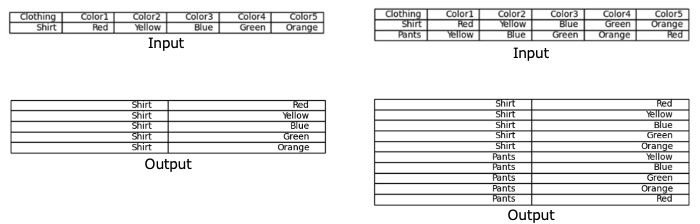 Clothing Color1 Color2 Color3 Color4 Color5
Shirt Red Yellow Blue Green Orange
Input
Shirt Red
Shirt Yellow
Shirt Blue
Shirt Green
Shirt Orange
Output
Clothing Color1 Color2 Color3 Color4 Color5
Shirt Red Yellow Blue Green Orange
Pants Yellow Blue Green Orange Red
Input
Shirt Red
Shirt Yellow
Shirt Blue
Shirt Green
Shirt Orange
Pants Yellow
Pants Blue
Pants Green
Pants Orange
Pants Red
Output